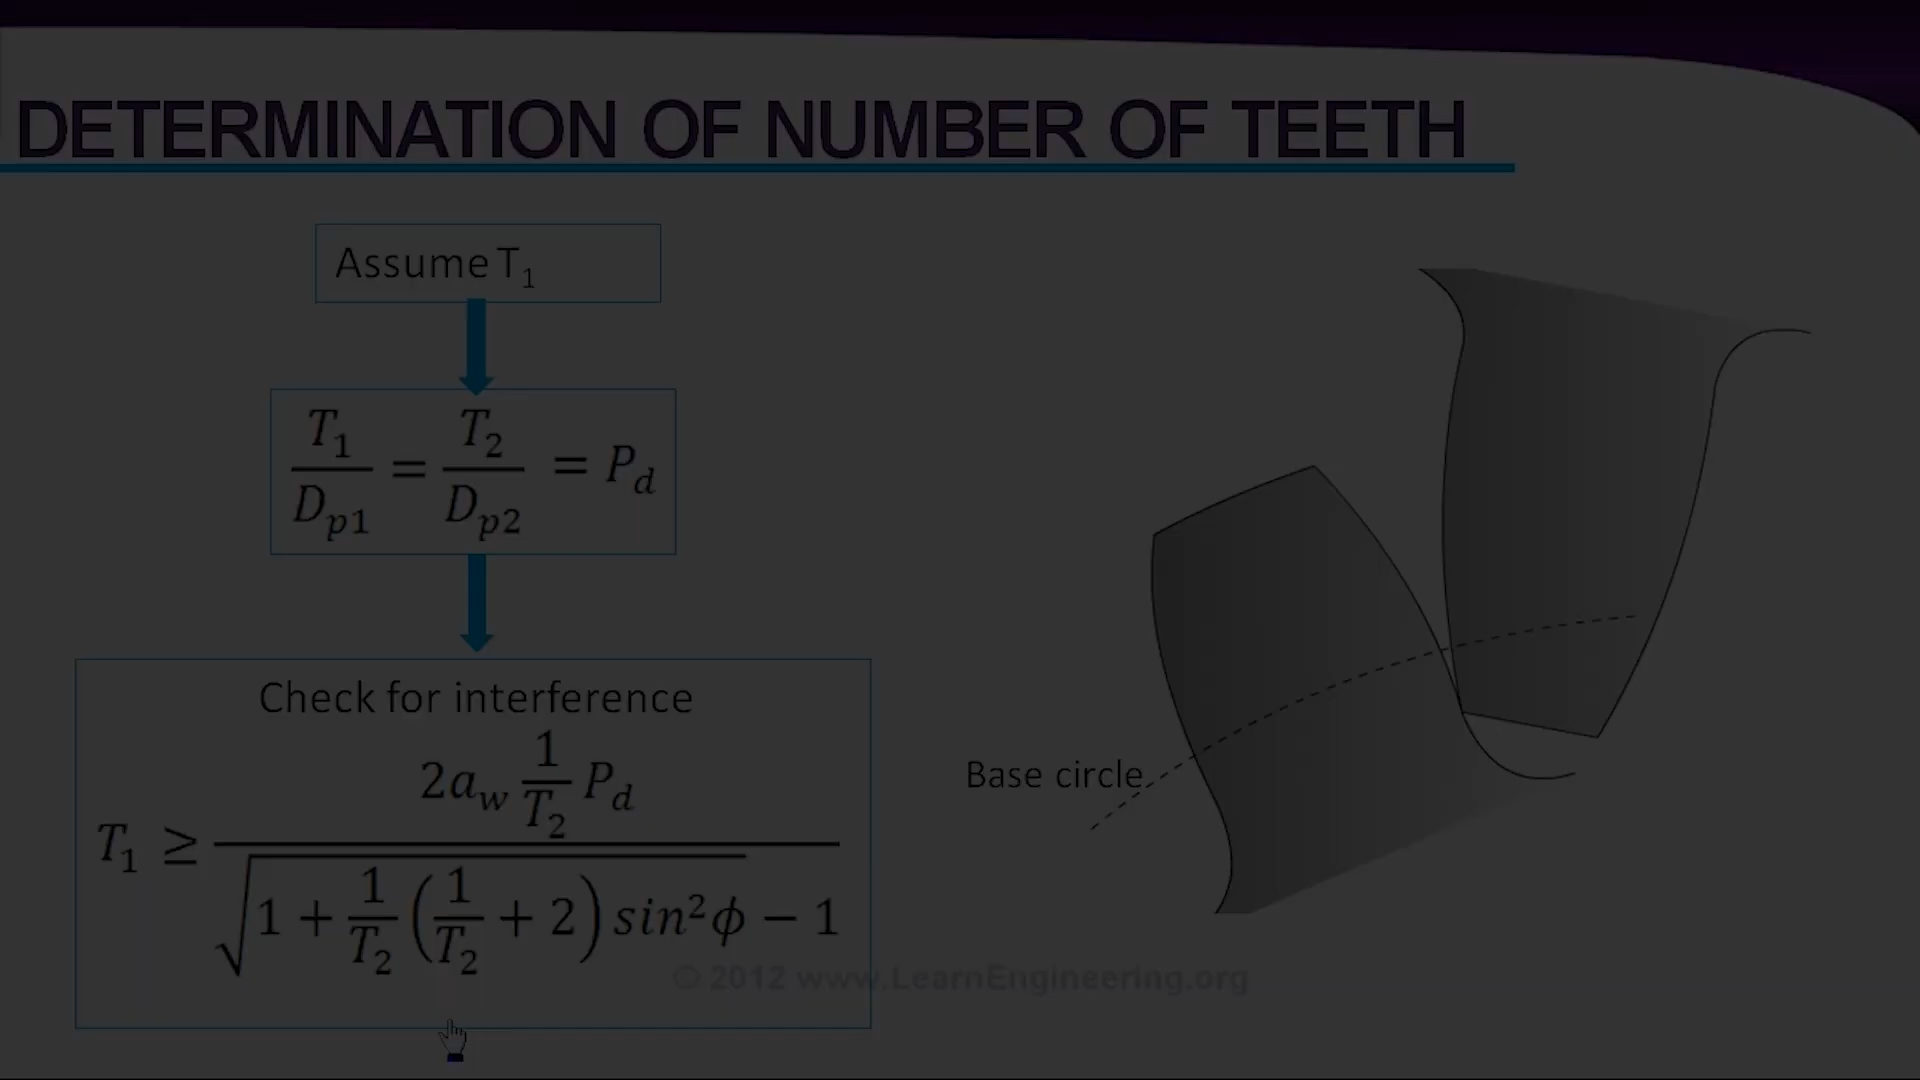 DETERMINATION OF NUMBER OF TEETH
Assume T₁
T₁/D_p1 = T₂/D_p2 = P_d
Check for interference
T₁ ≥ (2a_w 1/T₂ P_d) / (√(1 + 1/T₂ (1/T₂ + 2) sin²ϕ) − 1)
Base circle
© 2012 www.LearnEngineering.org